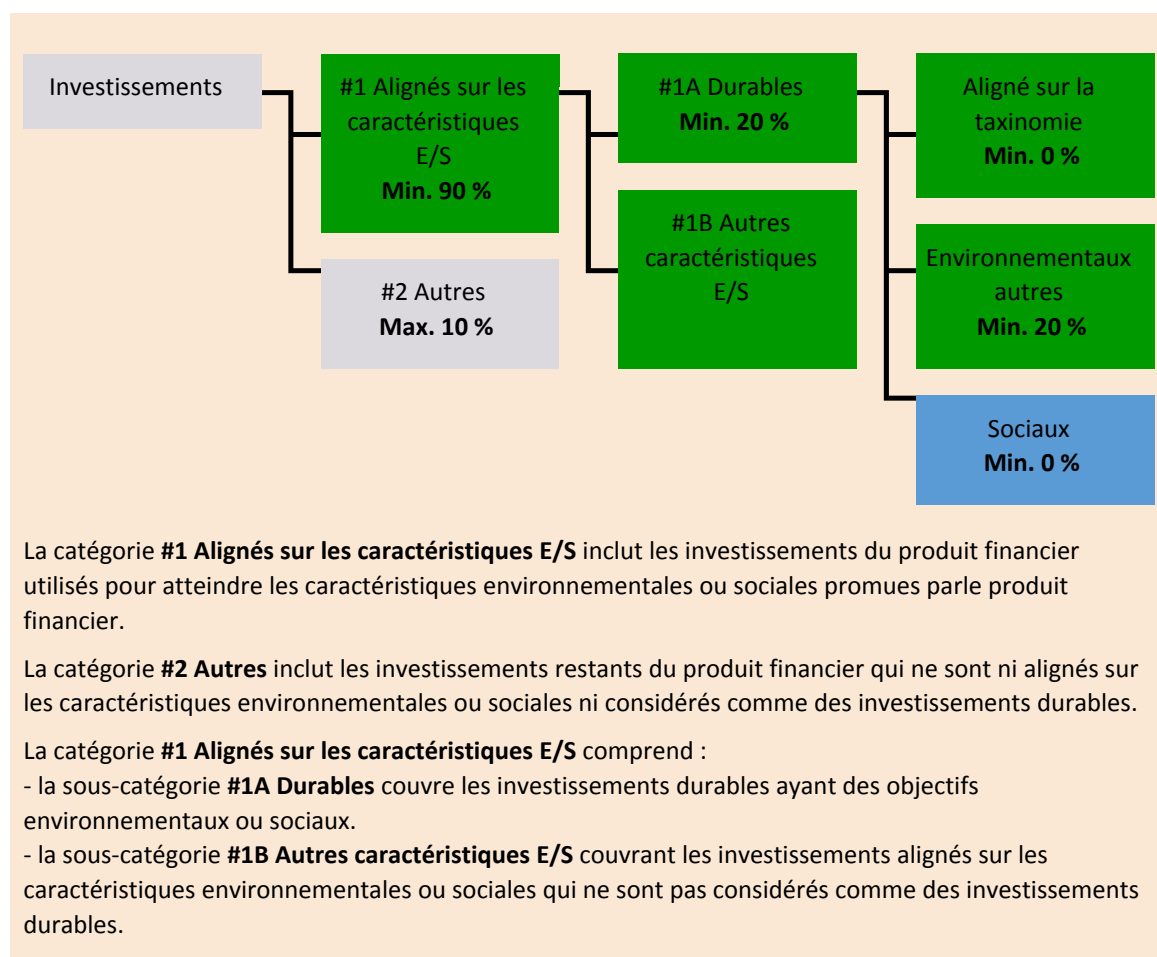 Investissements
#1 Alignés sur les
caractéristiques
E/S
Min. 90 %
#2 Autres
Max. 10 %
#1A Durables
Min. 20 %
#1B Autres
caractéristiques
E/S
Aligné sur la
taxinomie
Min. 0 %
Environnementaux
autres
Min. 20 %
Sociaux
Min. 0 %
La catégorie #1 Alignés sur les caractéristiques E/S inclut les investissements du produit financier
utilisés pour atteindre les caractéristiques environnementales ou sociales promues parle produit
financier.
La catégorie #2 Autres inclut les investissements restants du produit financier qui ne sont ni alignés sur
les caractéristiques environnementales ou sociales ni considérés comme des investissements durables.
La catégorie #1 Alignés sur les caractéristiques E/S comprend :
- la sous-catégorie #1A Durables couvre les investissements durables ayant des objectifs
environnementaux ou sociaux.
- la sous-catégorie #1B Autres caractéristiques E/S couvrant les investissements alignés sur les
caractéristiques environnementales ou sociales qui ne sont pas considérés comme des investissements
durables.